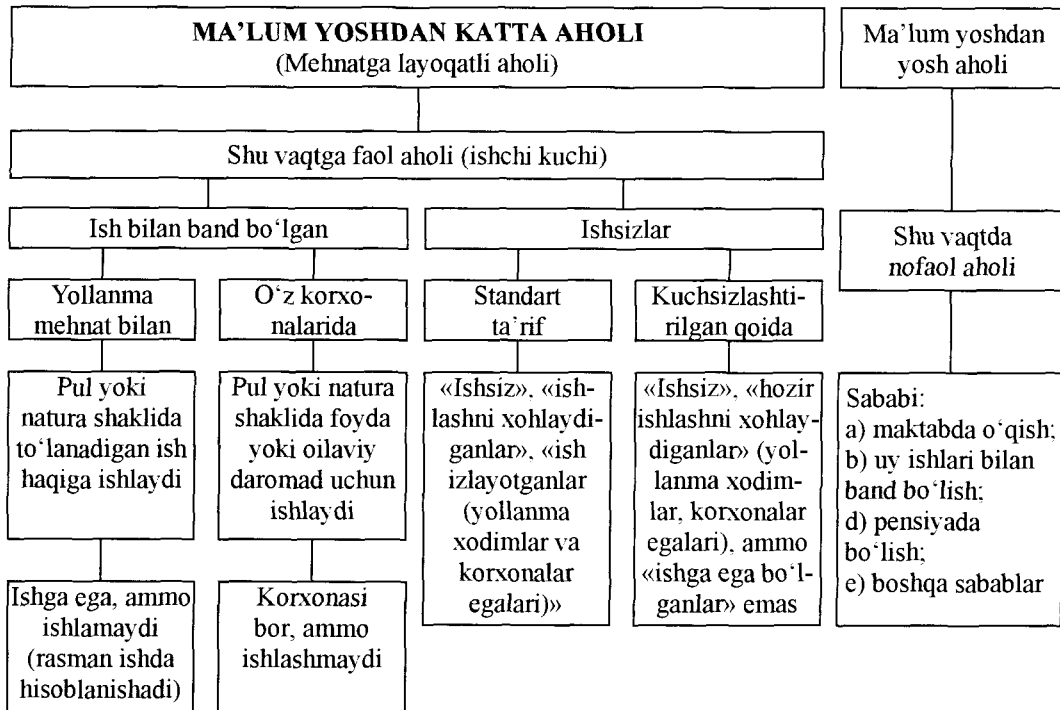 MA’LUM YOSHDAN KATTA AHOLI
(Mehnatga layoqatli aholi)
Ma’lum yoshdan
yosh aholi
Shu vaqtga faol aholi (ishchi kuchi)
Ish bilan band bo‘lgan
Ishsizlar
Shu vaqtda
nofaol aholi
Yollanma
mehnat bilan
O‘z korxo-
nalarida
Standart
ta’rif
Kuchsizlashti-
rilgan qoida
Pul yoki
natura shaklida
to‘lanadigan ish
haqiga ishlaydi
Pul yoki natura
shaklida foyda
yoki oilaviy
daromad uchun
ishlaydi
«Ishsiz», «ish-
lashni xohlaydi-
ganlar». «ish
izlayotganlar
(yollanma
xodimlar va
korxonalar
egalari)»
«Ishsiz», «hozir
ishlashni xohlay-
diganlar» (yol-
lanma xodim-
lar, korxonalar
egalari), ammo
«ishga ega bo‘l-
ganlar» emas
Sababi:
a) maktabda o‘qish;
b) uy ishlari bilan
band bo‘lish;
d) pensiyada
bo‘lish;
e) boshqa sabablar
Ishga ega, ammo
ishlamaydi
(rasman ishda
hisoblanishadi)
Korxonasi
bor, ammo
ishlashmaydi